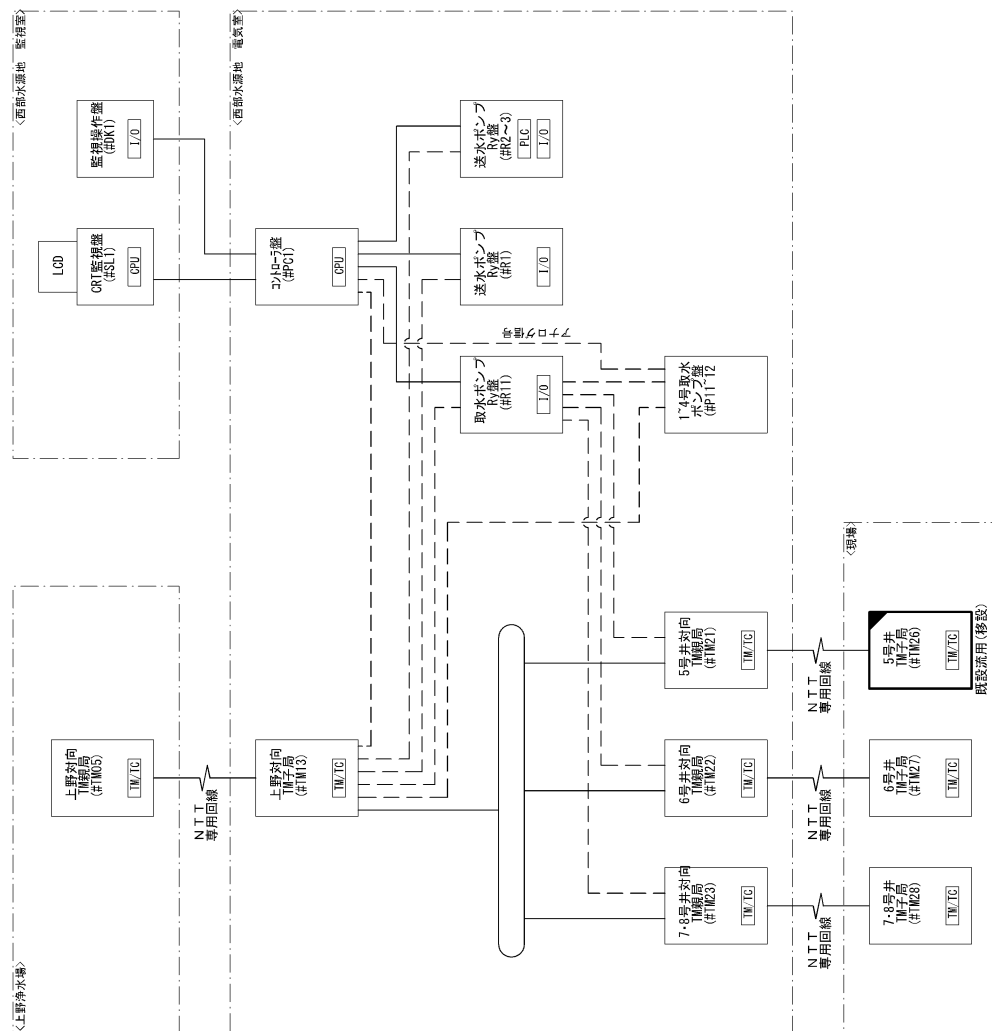 <西部水源地 監視室>
LCD
CRT監視盤
(#SL1)
CPU
監視操作盤
(#DK1)
I/O
<上野浄水場>
上野対向
TM親局
(#TM05)
TM/TC
NTT
専用回線
<西部水源地 電気室>
上野対向
TM子局
(#TM13)
TM/TC
コントローラ盤
(#PC1)
CPU
取水ポンプ
Ry盤
(#R11)
I/O
送水ポンプ
Ry盤
(#R1)
I/O
送水ポンプ
Ry盤
(#R2~3)
PLC
I/O
アナログ信号
1~4号取水
ポンプ盤
(#P11~12
7・8号井対向
TM親局
(#TM23)
TM/TC
6号井対向
TM親局
(#TM22)
TM/TC
5号井対向
TM親局
(#TM21)
TM/TC
NTT
専用回線
NTT
専用回線
NTT
専用回線
<現場>
7・8号井
TM子局
(#TM28)
TM/TC
6号井
TM子局
(#TM27)
TM/TC
5号井
TM子局
(#TM26)
TM/TC
既設流用(移設)